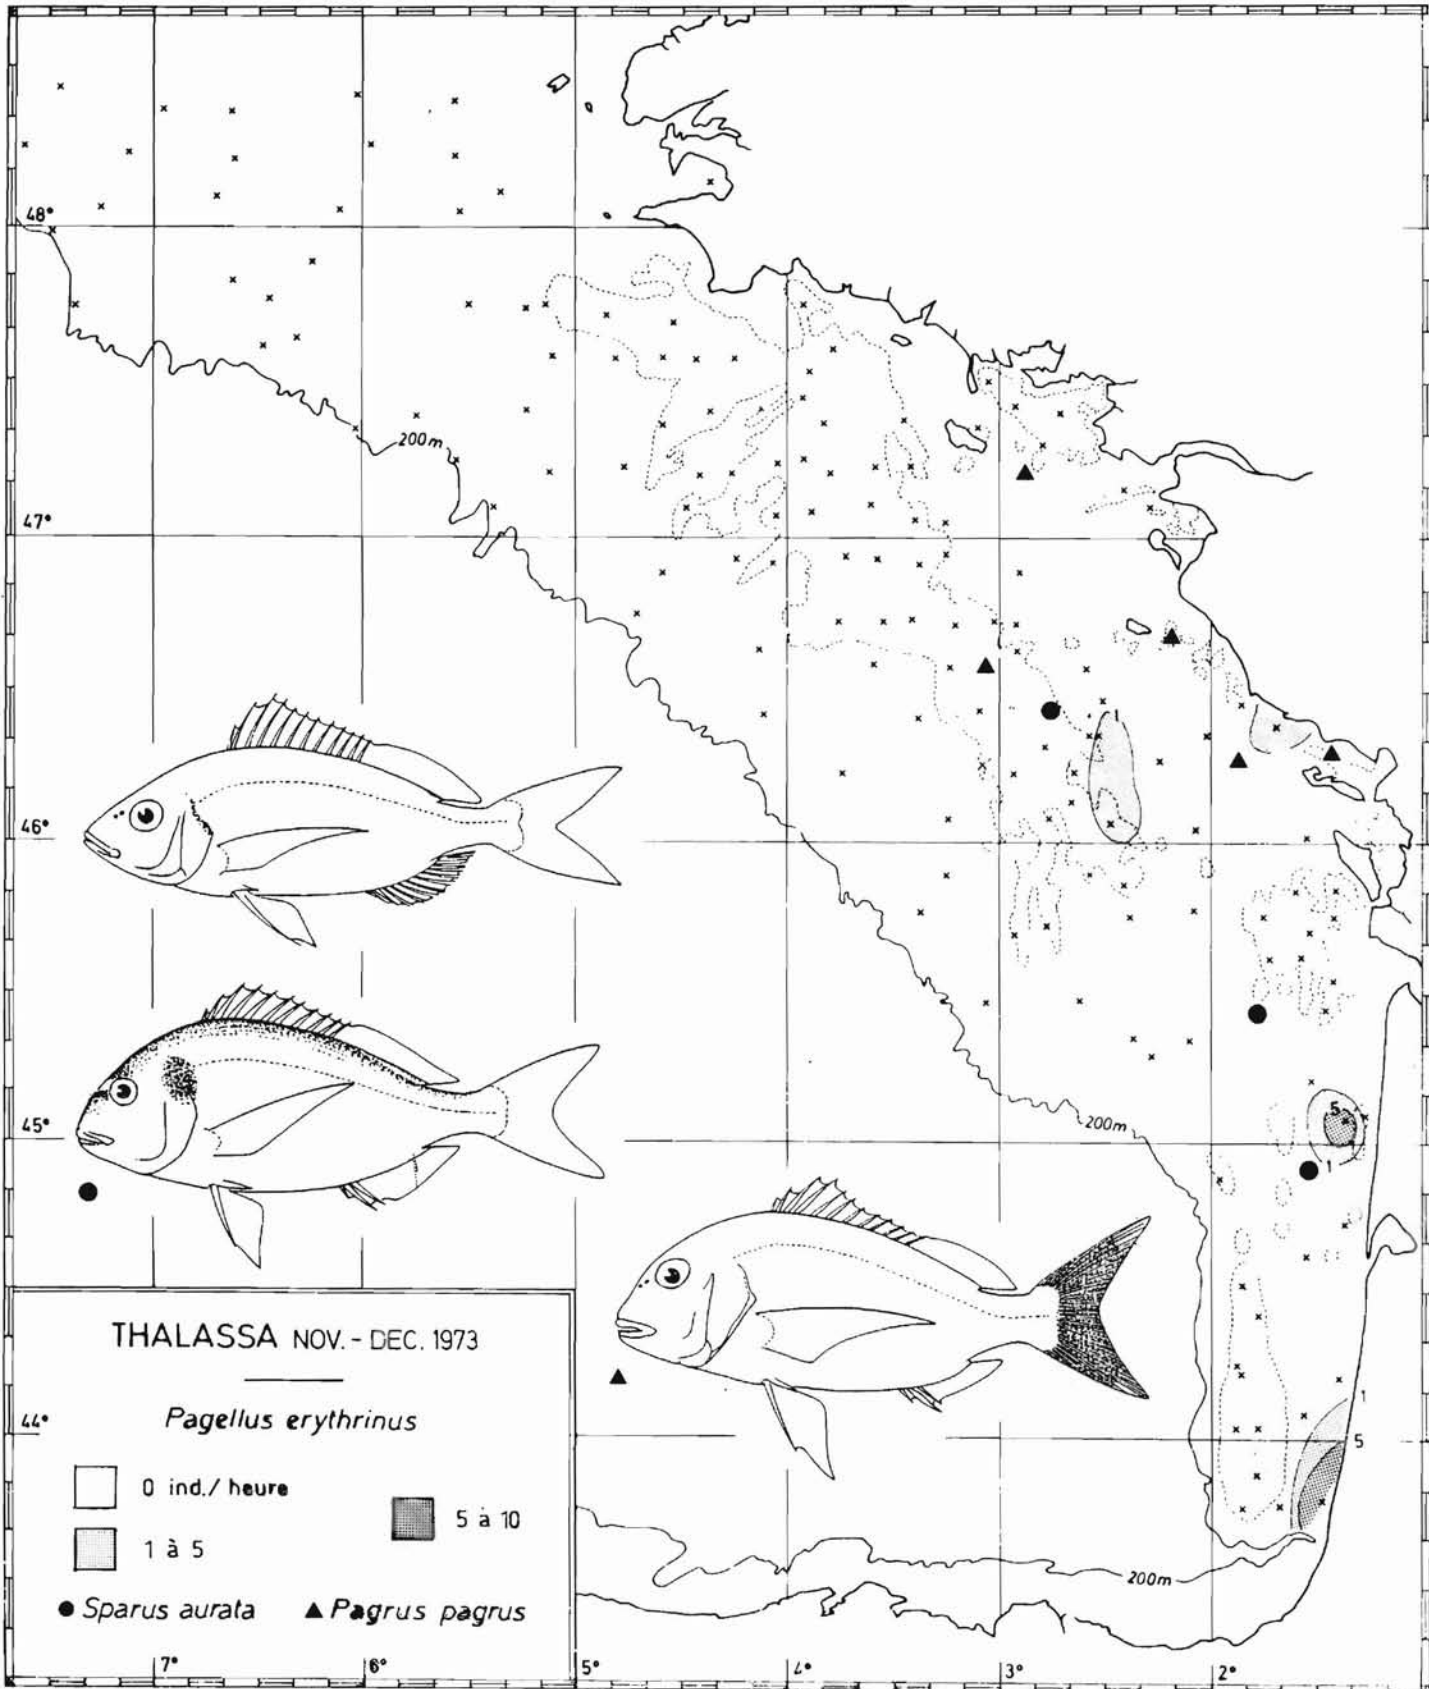 48°
200m
47°
46°
1
45°
5
1
200m
44°
1
5
THALASSA NOV. - DEC. 1973
Pagellus erythrinus
0 ind./ heure
5 à 10
1 à 5
Sparus aurata
Pagrus pagrus
200m
7°
6°
5°
4°
3°
2°